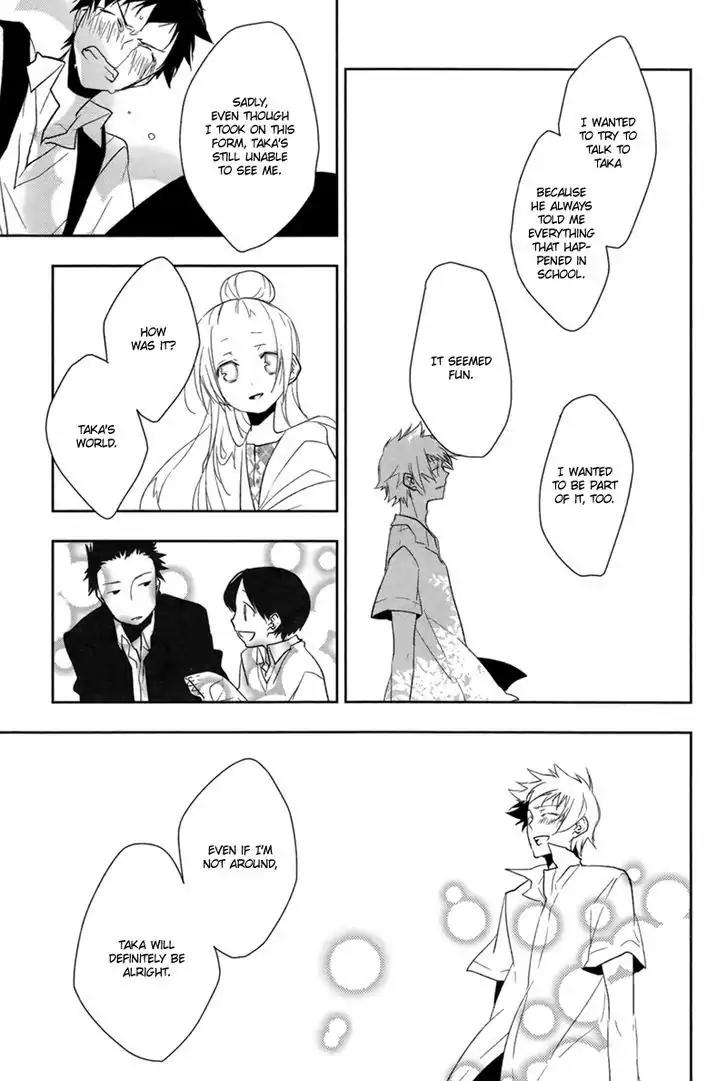 I WANTED
TO TRY TO
TALK TO
TAKA
BECAUSE
HE ALWAYS
TOLD ME
EVERYTHING
THAT HAP-
PENED IN
SCHOOL.
IT SEEMED
FUN.
I WANTED
TO BE PART
OF IT, TOO.
SADLY,
EVEN THOUGH
I TOOK ON THIS
FORM, TAKA'S
STILL UNABLE
TO SEE ME.
HOW
WAS IT?
TAKA'S
WORLD.
EVEN IF I'M
NOT AROUND,
TAKA WILL
DEFINITELY BE
ALRIGHT.